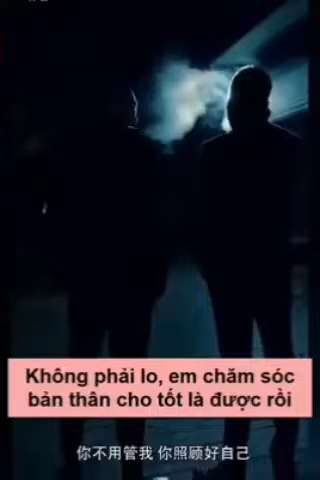 Không phải lo, em chăm sóc
bản thân cho tốt là được rồi
你不用管我 你照顾好自己